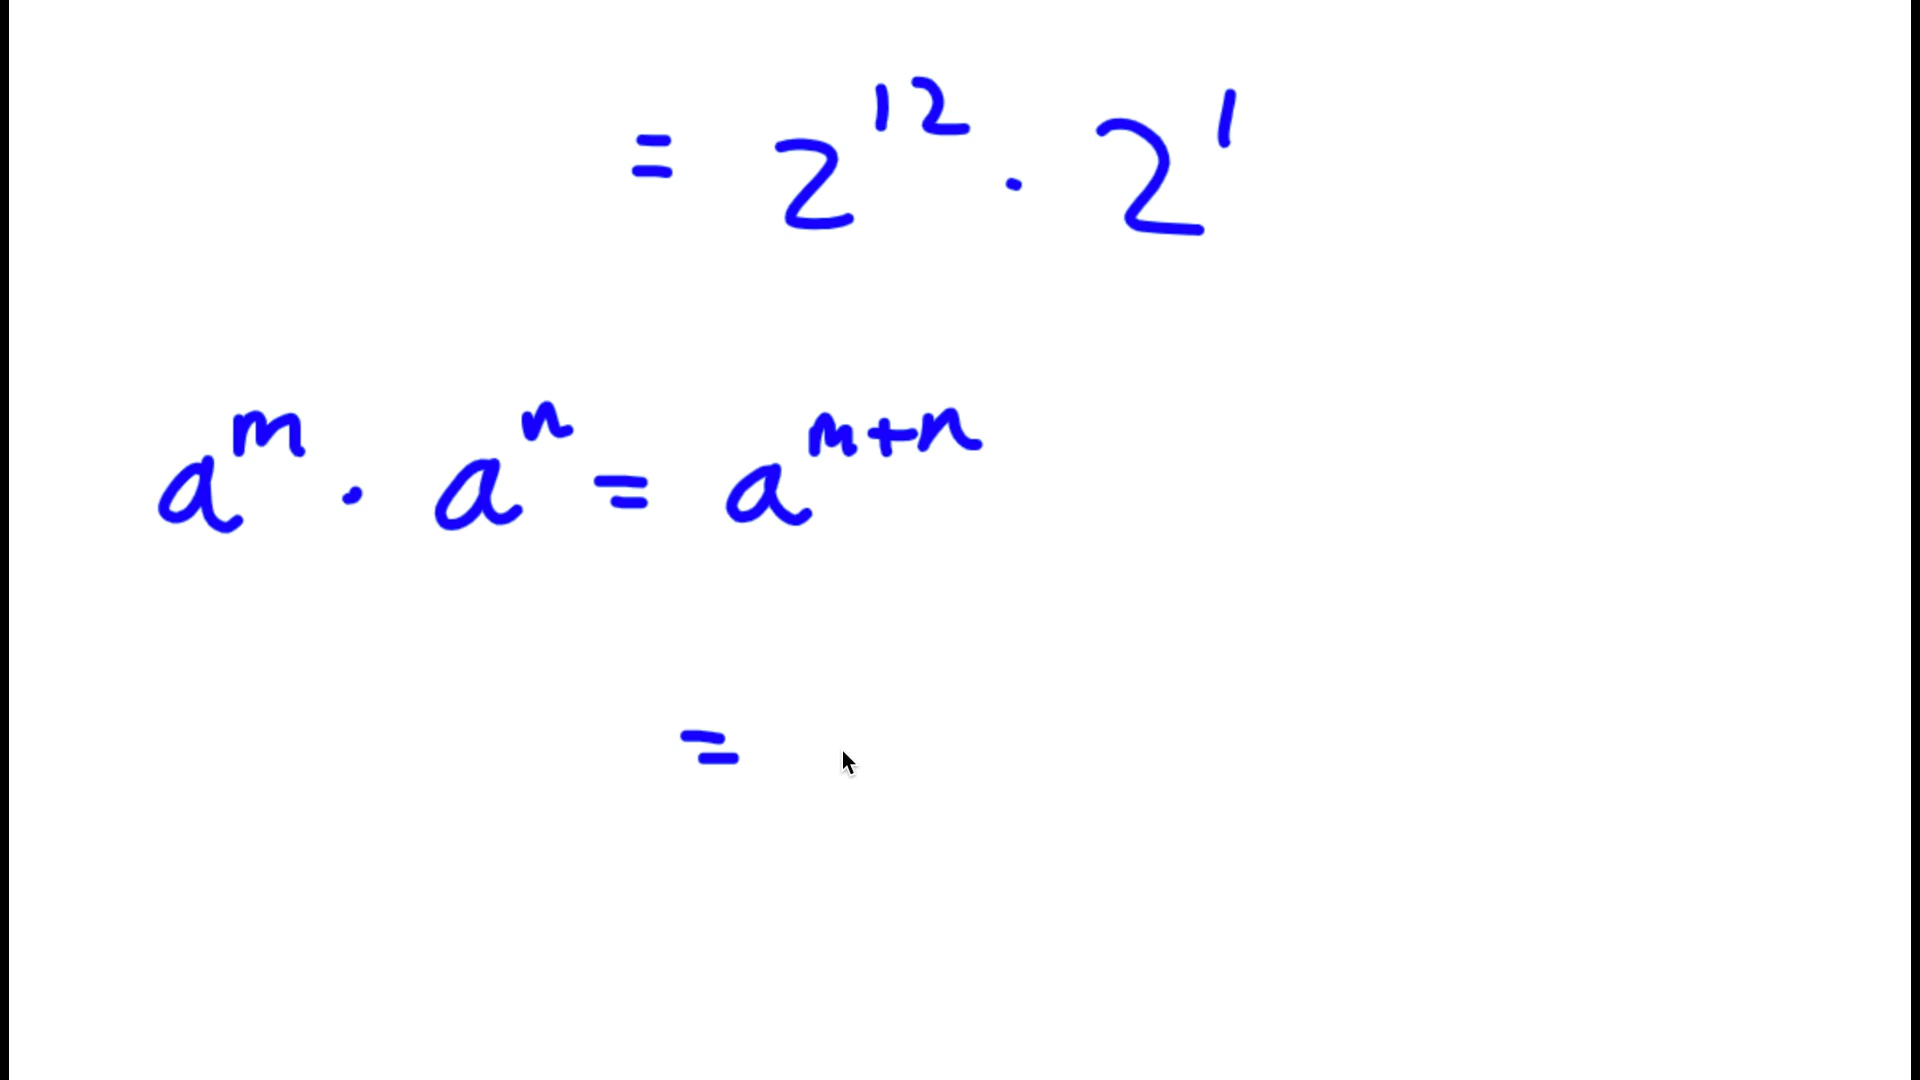 = 2¹² · 2¹
aᵐ · aⁿ = aᵐ⁺ⁿ
=